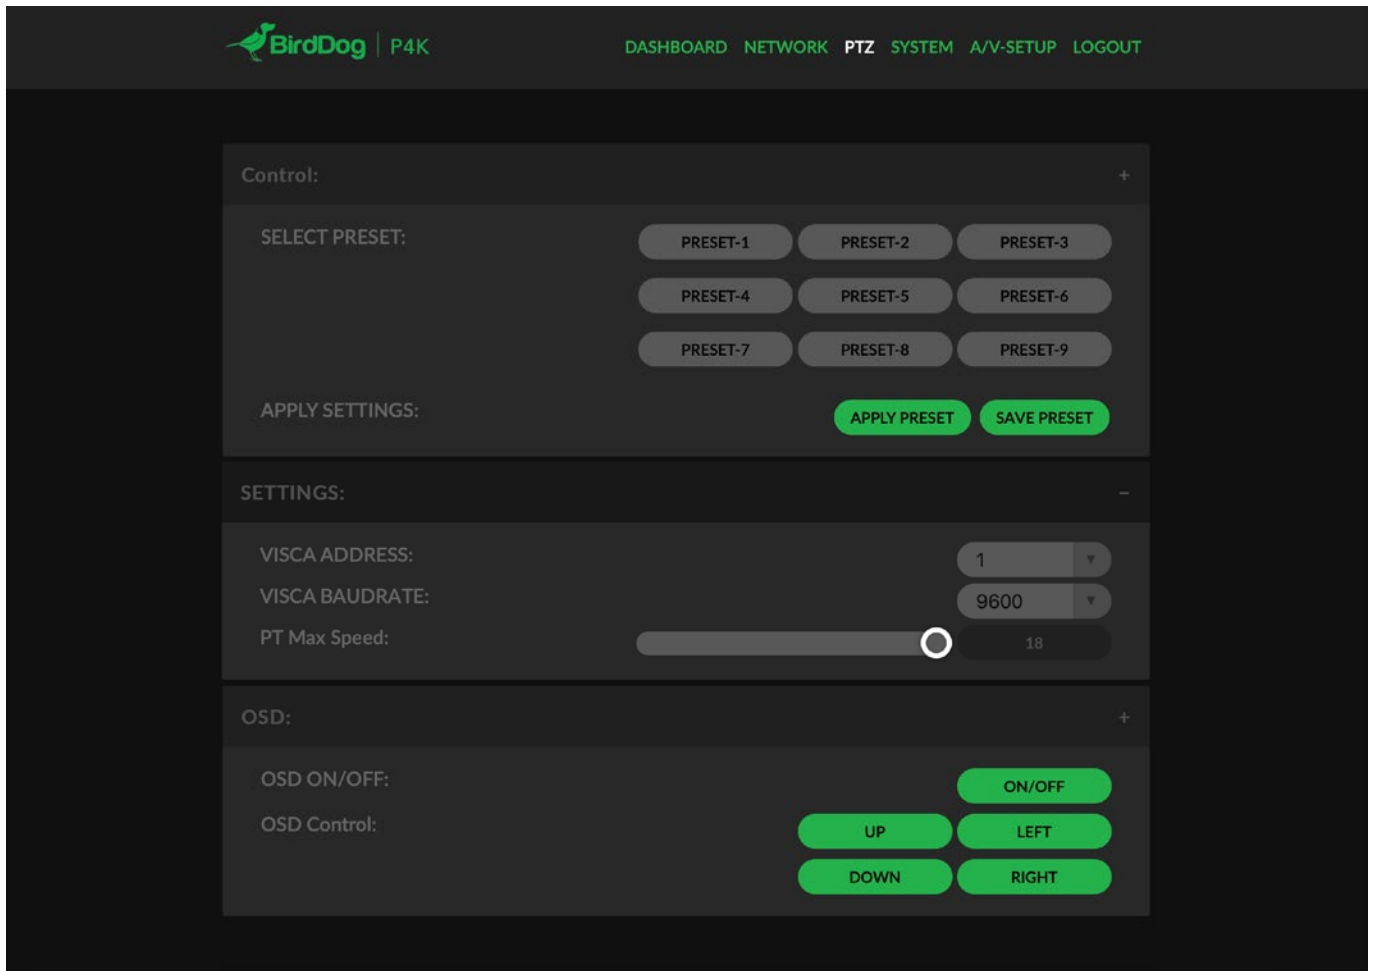 BirdDog | P4K DASHBOARD NETWORK PTZ SYSTEM A/V-SETUP LOGOUT
Control: +
SELECT PRESET: PRESET-1 PRESET-2 PRESET-3
PRESET-4 PRESET-5 PRESET-6
PRESET-7 PRESET-8 PRESET-9
APPLY SETTINGS: APPLY PRESET SAVE PRESET
SETTINGS: −
VISCA ADDRESS: 1
VISCA BAUDRATE: 9600
PT Max Speed: 18
OSD: +
OSD ON/OFF: ON/OFF
OSD Control: UP LEFT
DOWN RIGHT